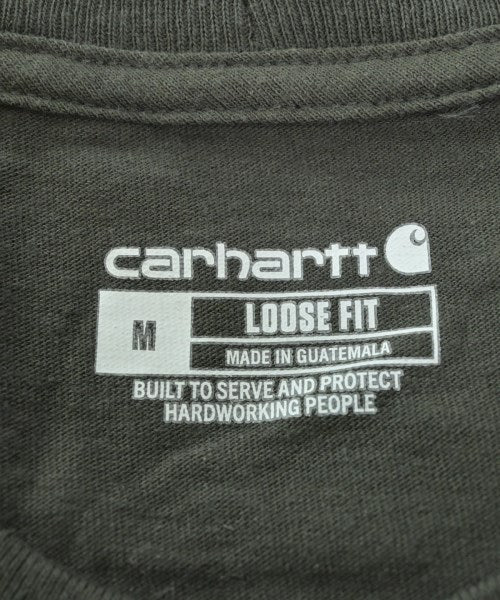 carhartt
M
LOOSE FIT
MADE IN GUATEMALA
BUILT TO SERVE AND PROTECT
HARDWORKING PEOPLE